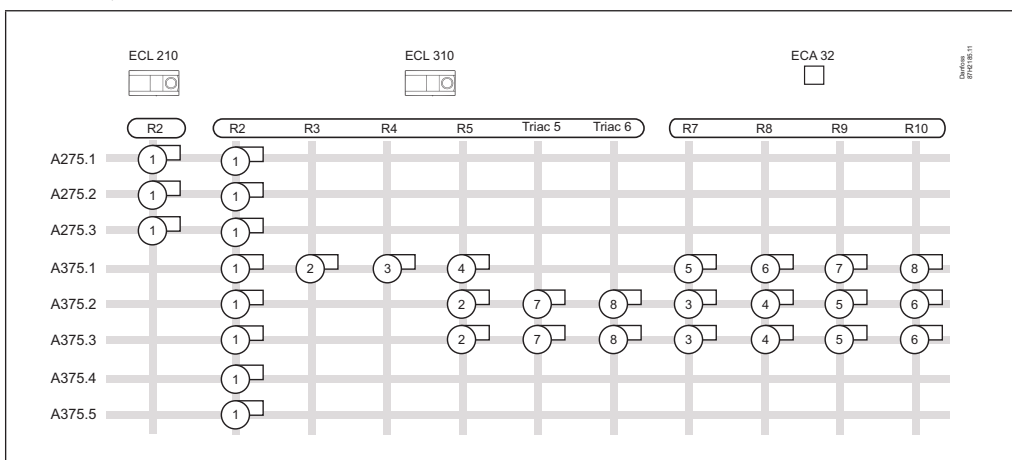 ECL 210 ECL 310 ECA 32
Danfoss
87H2185.11
R2 R2 R3 R4 R5 Triac 5 Triac 6 R7 R8 R9 R10
A275.1 1 1
A275.2 1 1
A275.3 1 1
A375.1 1 2 3 4 5 6 7 8
A375.2 1 2 7 8 3 4 5 6
A375.3 1 2 7 8 3 4 5 6
A375.4 1
A375.5 1